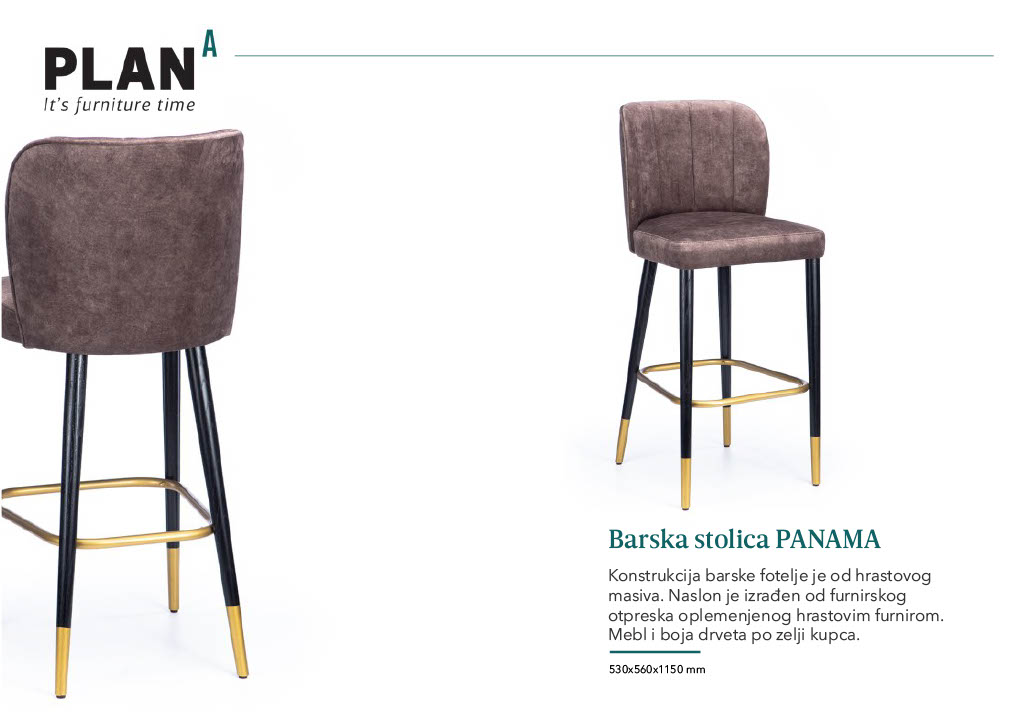 PLAN A
It's furniture time
Barska stolica PANAMA
Konstrukcija barske fotelje je od hrastovog
masiva. Naslon je izrađen od furnirskog
otpreska oplemenjenog hrastovim furnirom.
Mebl i boja drveta po zelji kupca.
530x560x1150 mm